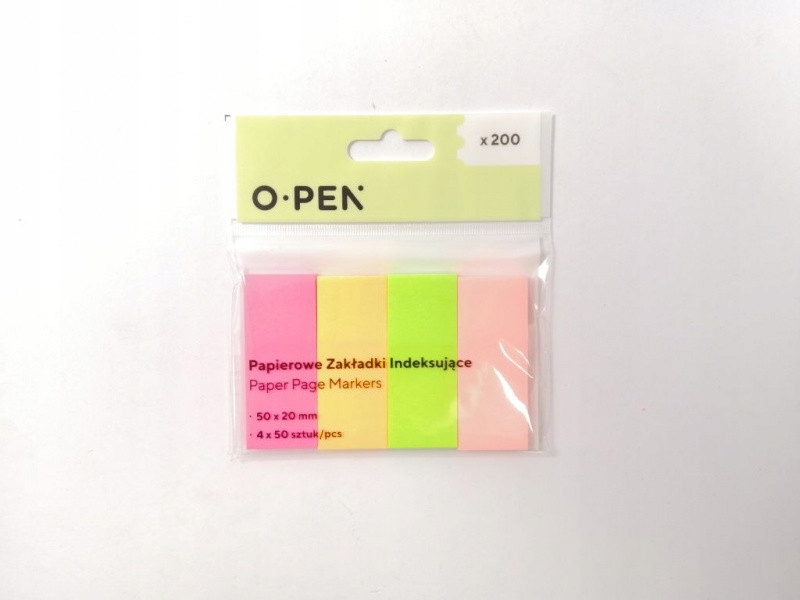 x 200
O·PEN
Papierowe Zakładki Indeksujące
Paper Page Markers
· 50 x 20 mm
· 4 x 50 sztuk/pcs